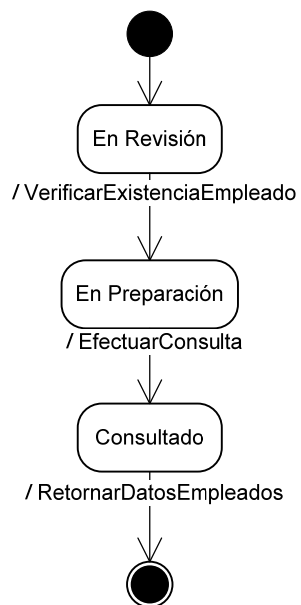 En Revisión
/ VerificarExistenciaEmpleado
En Preparación
/ EfectuarConsulta
Consultado
/ RetornarDatosEmpleados